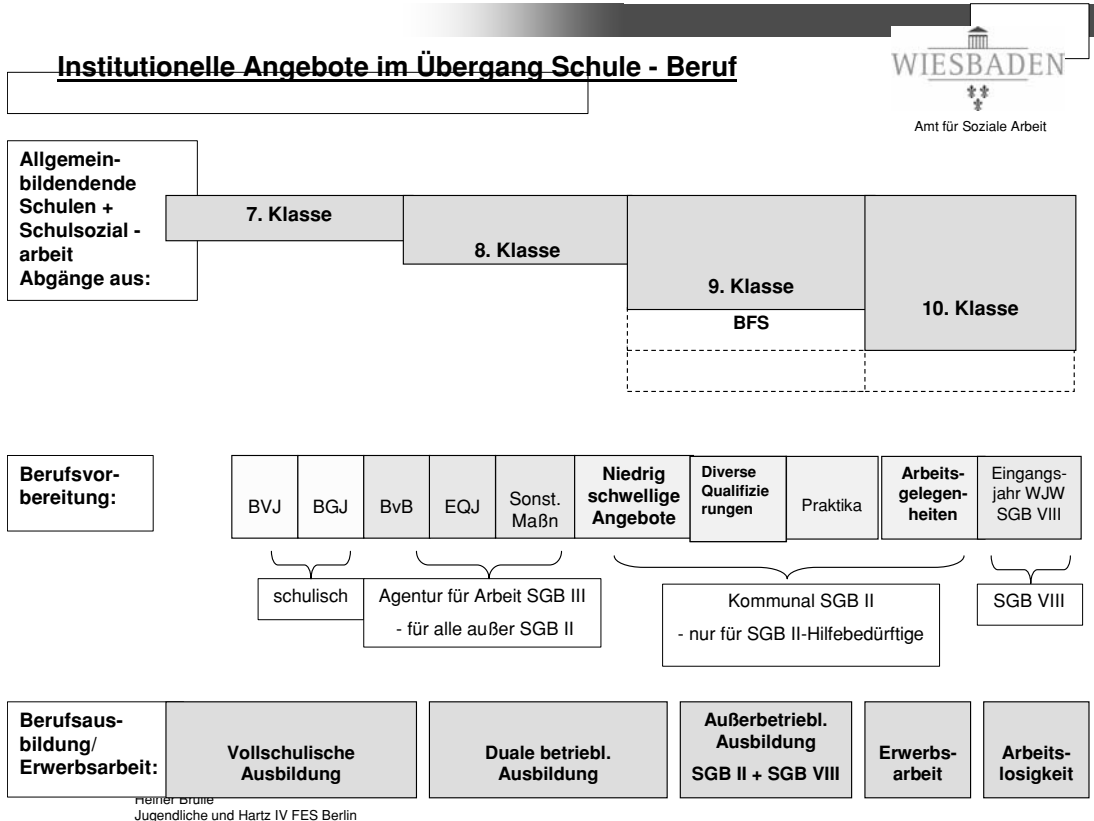 Institutionelle Angebote im Übergang Schule - Beruf
WIESBADEN
Amt für Soziale Arbeit
Allgemein-
bildendende
Schulen +
Schulsozial -
arbeit
Abgänge aus:
7. Klasse
8. Klasse
9. Klasse
BFS
10. Klasse
Berufsvor-
bereitung:
BVJ
BGJ
BvB
EQJ
Sonst.
Maßn
Niedrig
schwellige
Angebote
Diverse
Qualifizie
rungen
Praktika
Arbeits-
gelegen-
heiten
Eingangs-
jahr WJW
SGB VIII
schulisch
Agentur für Arbeit SGB III
- für alle außer SGB II
Kommunal SGB II
- nur für SGB II-Hilfebedürftige
SGB VIII
Berufsaus-
bildung/
Erwerbsarbeit:
Vollschulische
Ausbildung
Duale betriebl.
Ausbildung
Außerbetriebl.
Ausbildung
SGB II + SGB VIII
Erwerbs-
arbeit
Arbeits-
losigkeit
Heiner Brülle
Jugendliche und Hartz IV FES Berlin